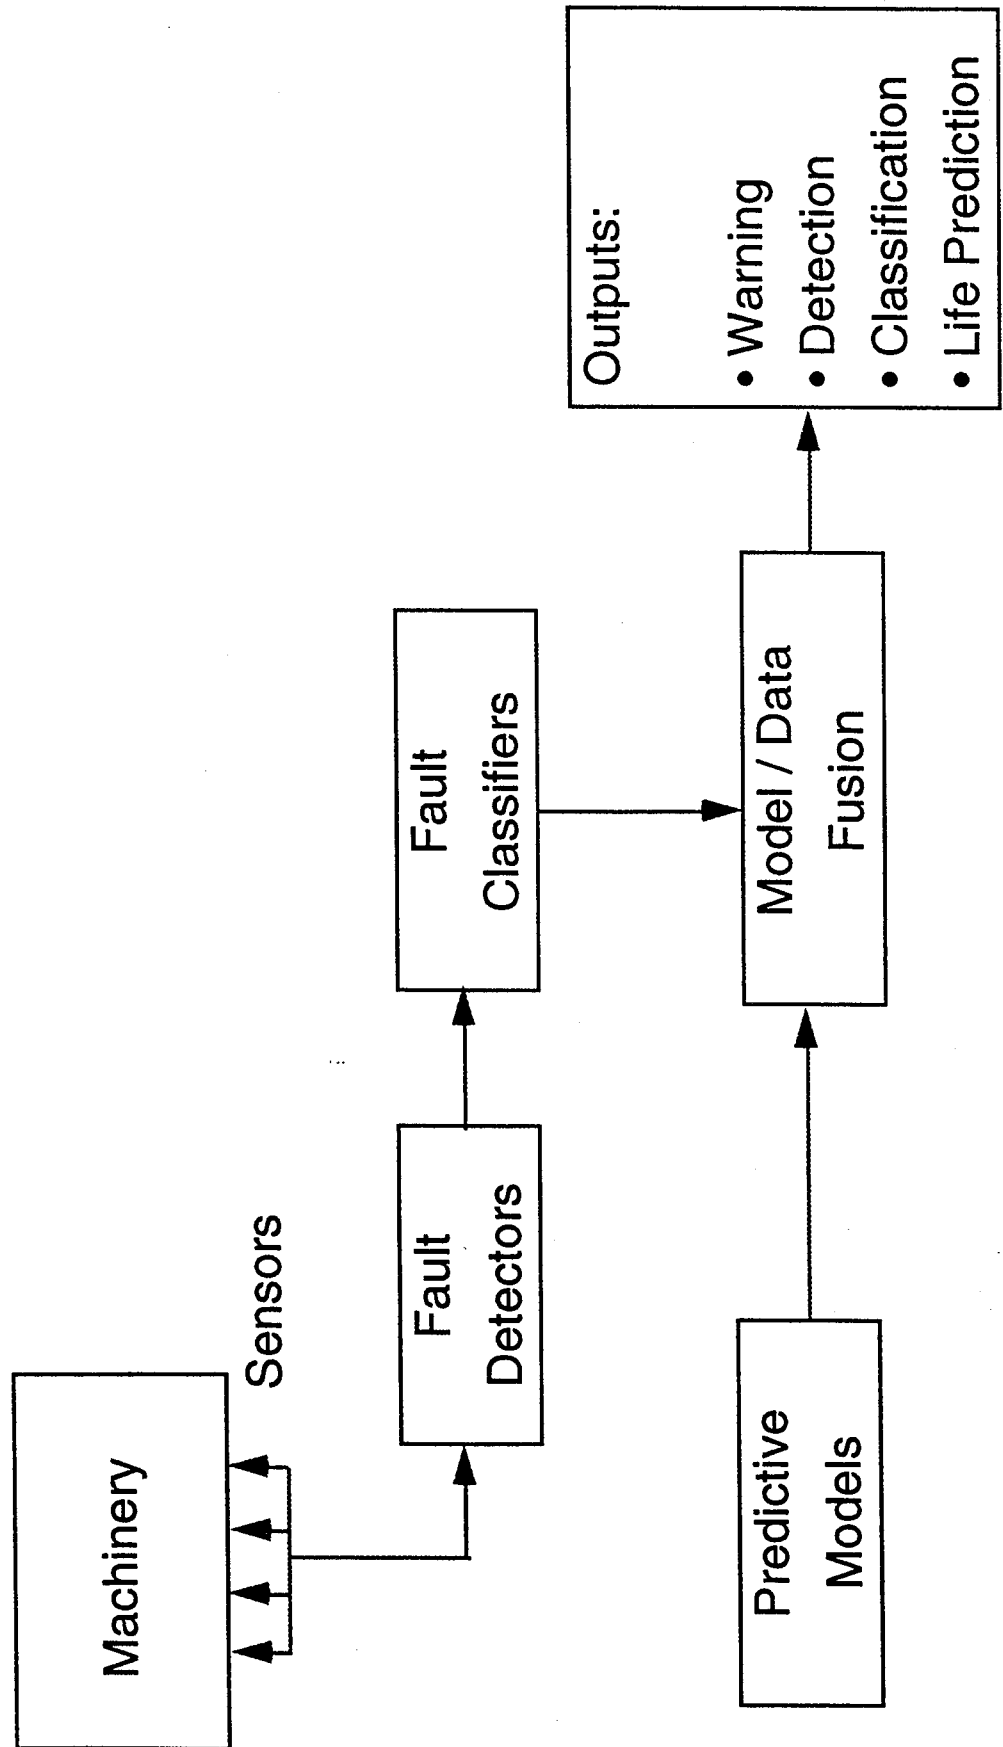 Machinery
Sensors
Fault
Detectors
Fault
Classifiers
Predictive
Models
Model / Data
Fusion
Outputs:
• Warning
• Detection
• Classification
• Life Prediction